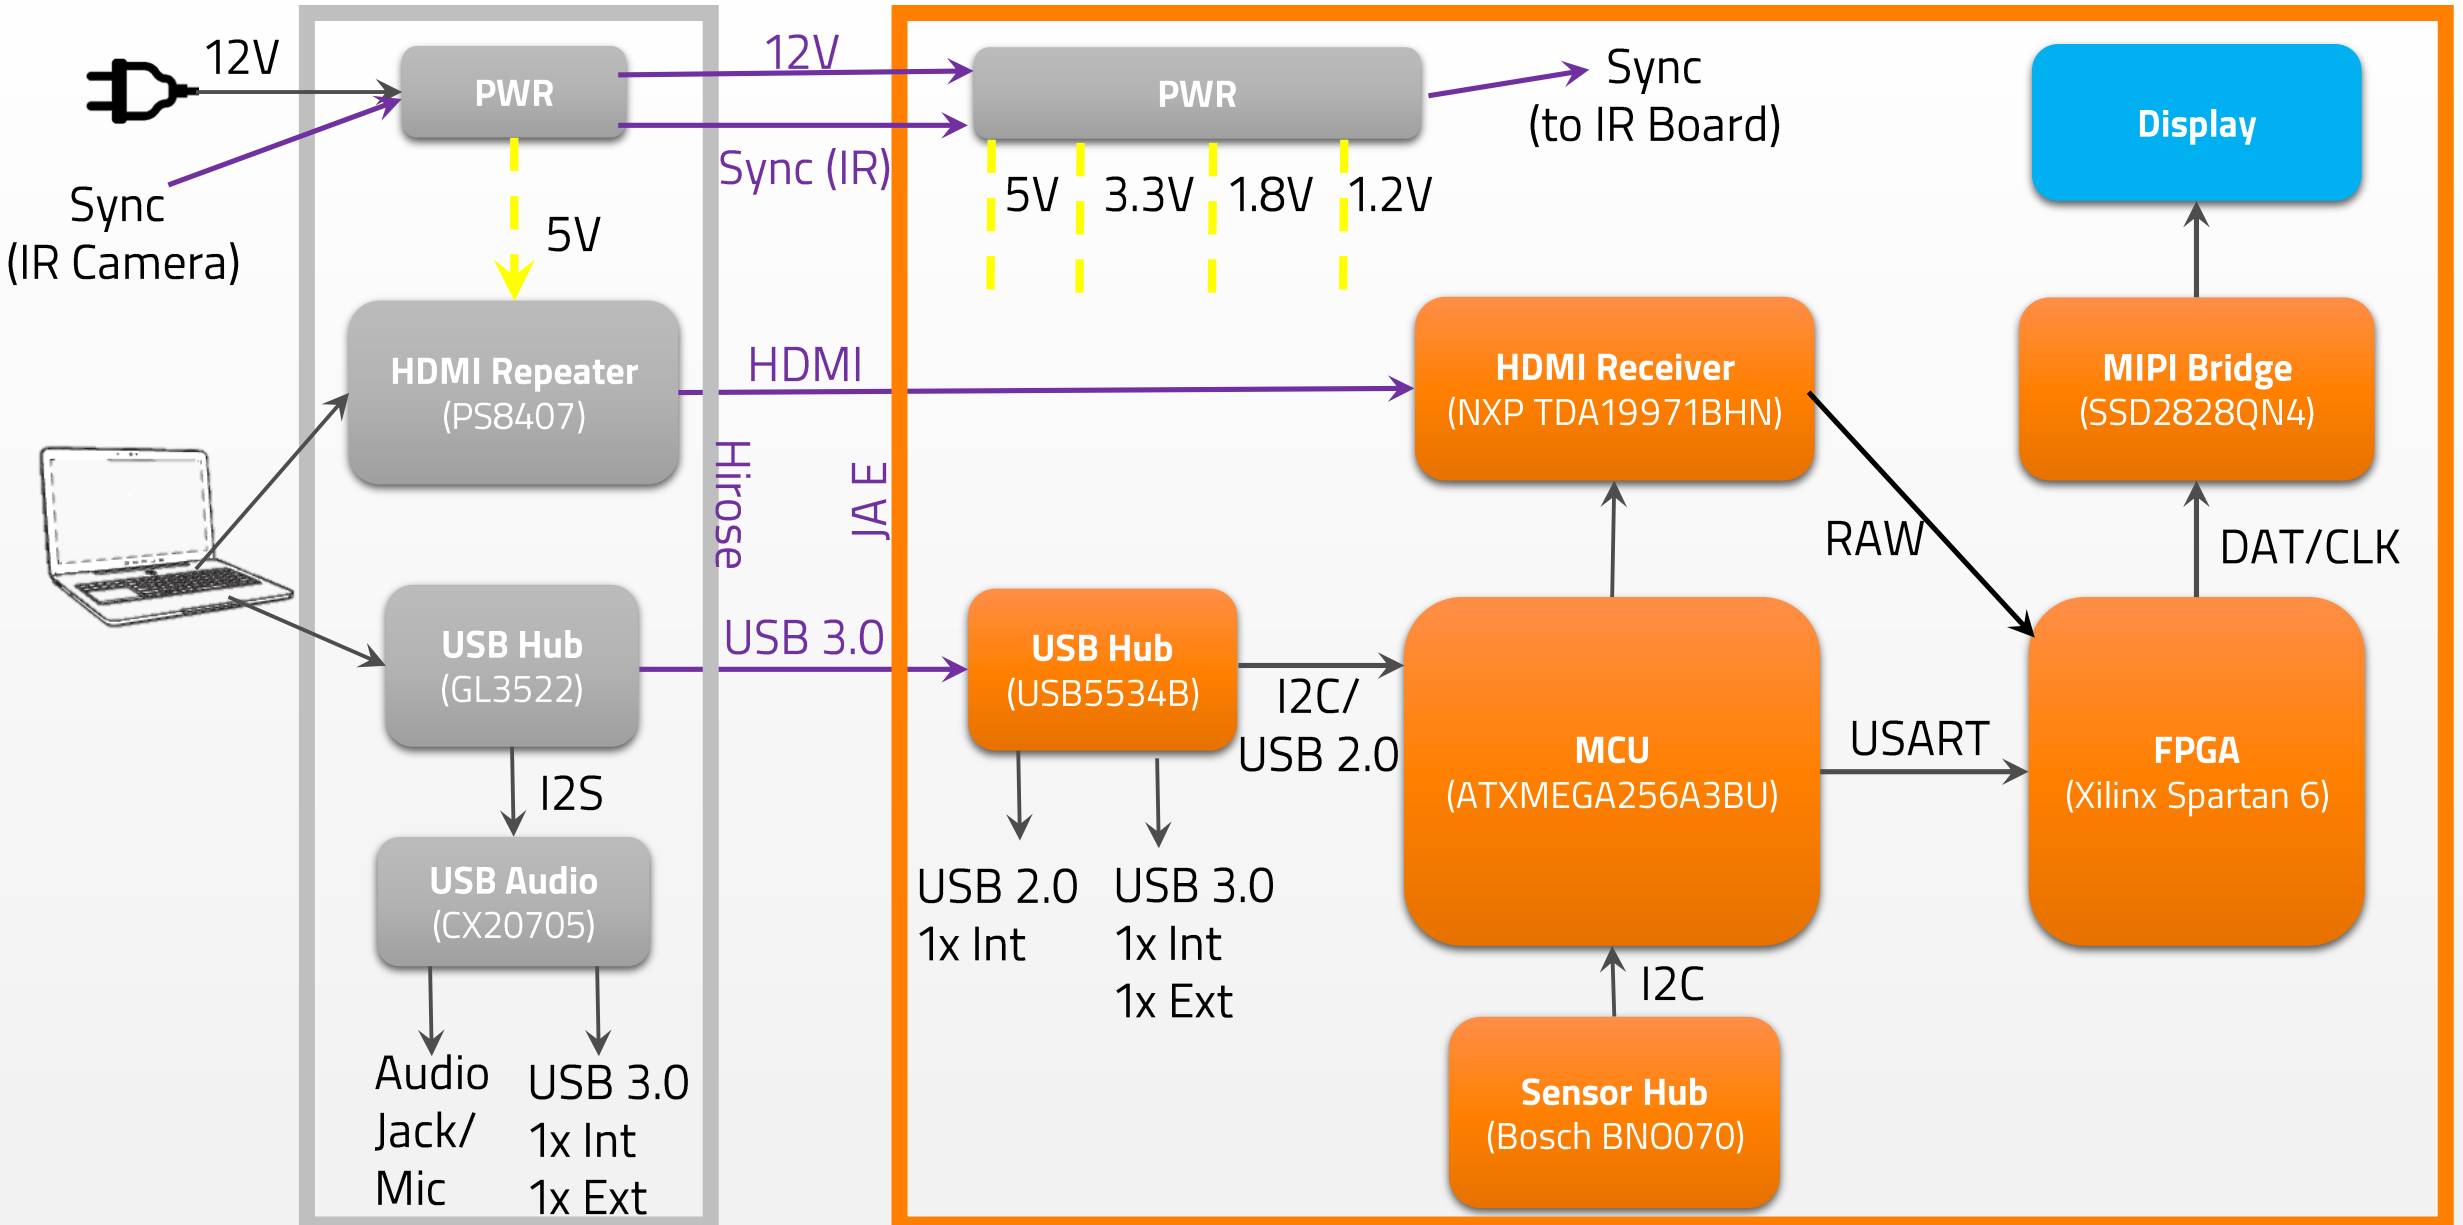 12V
Sync
(IR Camera)
PWR
5V
HDMI Repeater
(PS8407)
USB Hub
(GL3522)
I2S
USB Audio
(CX20705)
Audio
Jack/
Mic
USB 3.0
1x Int
1x Ext
12V
Sync (IR)
HDMI
Hirose
JAE
USB 3.0
PWR
5V
3.3V
1.8V
1.2V
Sync
(to IR Board)
Display
HDMI Receiver
(NXP TDA19971BHN)
MIPI Bridge
(SSD2828QN4)
RAW
DAT/CLK
USB Hub
(USB5534B)
I2C/
USB 2.0
USB 2.0
1x Int
USB 3.0
1x Int
1x Ext
MCU
(ATXMEGA256A3BU)
USART
FPGA
(Xilinx Spartan 6)
I2C
Sensor Hub
(Bosch BNO070)